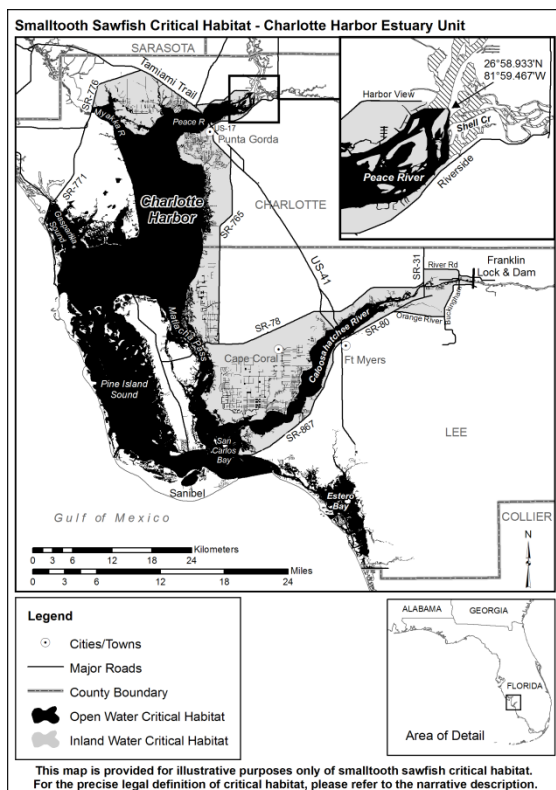 Smalltooth Sawfish Critical Habitat - Charlotte Harbor Estuary Unit
SARASOTA
Tamiami Trail
SR-776
Myakka R
Peace R
US-17
Punta Gorda
26°58.933'N
81°59.467'W
Harbor View
Shell Cr
Peace River
Riverside
SR-771
Gasparilla
Sound
Charlotte
Harbor
CHARLOTTE
SR-765
US-41
SR-31
River Rd
Franklin
Lock & Dam
SR-78
Buckingham
Orange River
SR-80
Matlacha Pass
Cape Coral
Caloosahatchee River
Ft Myers
Pine Island
Sound
LEE
SR-867
San
Carlos
Bay
Sanibel
Estero
Bay
COLLIER
Gulf of Mexico
N
Kilometers
0 3 6 12 18 24
Miles
0 3 6 12 18 24
Legend
Cities/Towns
Major Roads
County Boundary
Open Water Critical Habitat
Inland Water Critical Habitat
ALABAMA
GEORGIA
FLORIDA
Area of Detail
This map is provided for illustrative purposes only of smalltooth sawfish critical habitat.
For the precise legal definition of critical habitat, please refer to the narrative description.